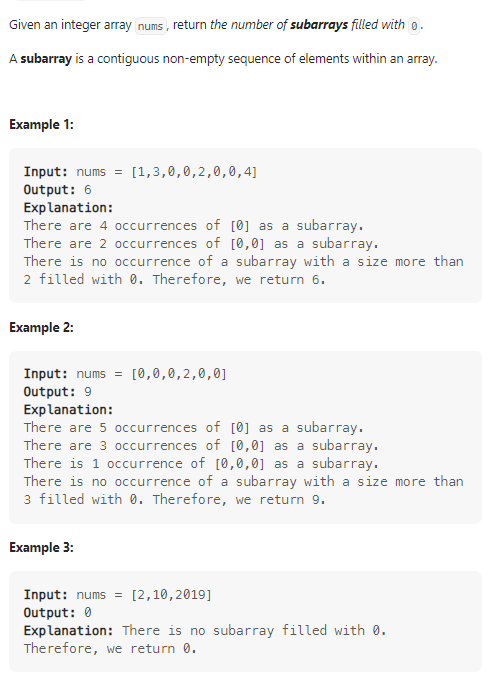 Given an integer array nums, return the number of subarrays filled with 0.
A subarray is a contiguous non-empty sequence of elements within an array.
Example 1:
Input: nums = [1,3,0,0,2,0,0,4]
Output: 6
Explanation:
There are 4 occurrences of [0] as a subarray.
There are 2 occurrences of [0,0] as a subarray.
There is no occurrence of a subarray with a size more than
2 filled with 0. Therefore, we return 6.
Example 2:
Input: nums = [0,0,0,2,0,0]
Output: 9
Explanation:
There are 5 occurrences of [0] as a subarray.
There are 3 occurrences of [0,0] as a subarray.
There is 1 occurrence of [0,0,0] as a subarray.
There is no occurrence of a subarray with a size more than
3 filled with 0. Therefore, we return 9.
Example 3:
Input: nums = [2,10,2019]
Output: 0
Explanation: There is no subarray filled with 0.
Therefore, we return 0.